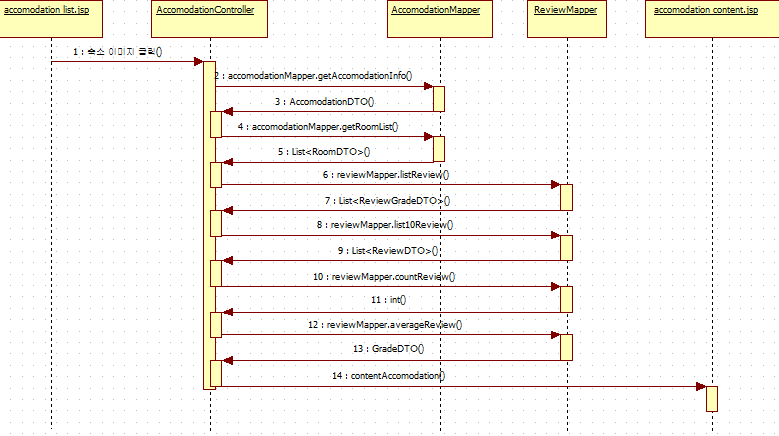 accomodation list.jsp
AccomodationController
AccomodationMapper
ReviewMapper
accomodation content.jsp
1 : 숙소 이미지 클릭()
2 : accomodationMapper.getAccomodationInfo()
3 : AccomodationDTO()
4 : accomodationMapper.getRoomList()
5 : List<RoomDTO>()
6 : reviewMapper.listReview()
7 : List<ReviewGradeDTO>()
8 : reviewMapper.list10Review()
9 : List<ReviewDTO>()
10 : reviewMapper.countReview()
11 : int()
12 : reviewMapper.averageReview()
13 : GradeDTO()
14 : contentAccomodation()